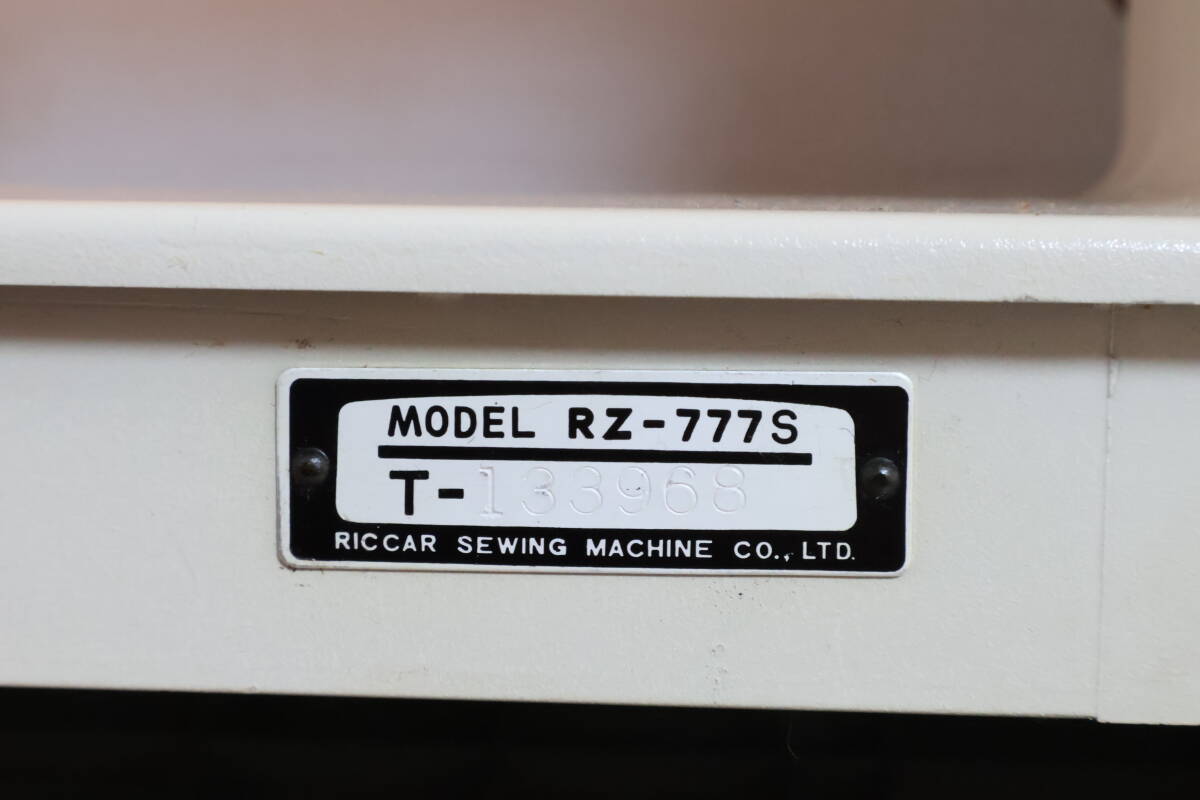 MODEL RZ-777S
T-133968
RICCAR SEWING MACHINE CO., LTD.